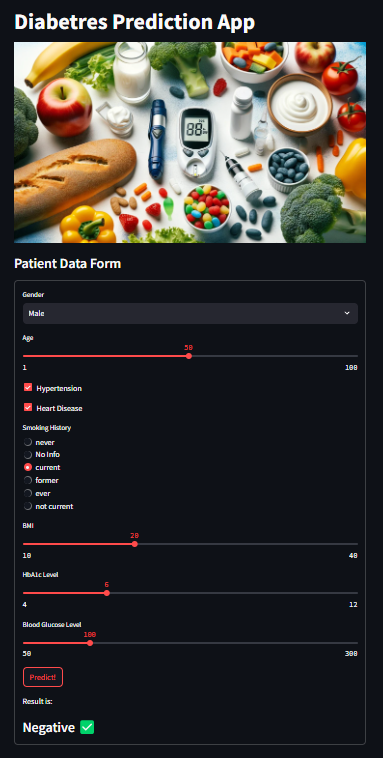 Diabetres Prediction App
88:
Patient Data Form
Gender
Male
Age
50
1 100
Hypertension
Heart Disease
Smoking History
never
No Info
current
former
ever
not current
BMI
20
10 40
HbA1c Level
6
4 12
Blood Glucose Level
100
50 300
Predict!
Result is:
Negative